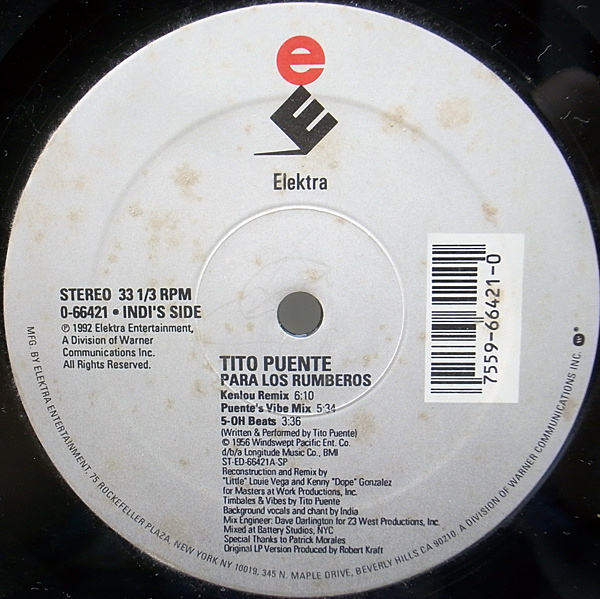 e
E
Elektra
STEREO 33 1/3 RPM
0-66421 • INDI'S SIDE
℗ 1992 Elektra Entertainment,
A Division of Warner
Communications Inc.
All Rights Reserved.
7559-66421-0
TITO PUENTE
PARA LOS RUMBEROS
Kenlou Remix 6:10
Puente's Vibe Mix 5:34
5-OH Beats 3:36
(Written & Performed by Tito Puente)
© 1956 Windswept Pacific Ent. Co.
d/b/a Longitude Music Co., BMI
ST-ED-66421A-SP
Reconstruction and Remix by
"Little" Louie Vega and Kenny "Dope" Gonzalez
for Masters at Work Productions, Inc.
Timbales & Vibes by Tito Puente
Background vocals and chant by India
Mix Engineer: Dave Darlington for Z3 West Productions, Inc.
Mixed at Battery Studios, NYC
Special Thanks to Patrick Morales
Original LP Version Produced by Robert Kraft
MFG. BY ELEKTRA ENTERTAINMENT, 75 ROCKEFELLER PLAZA, NEW YORK NY 10019, 345 N. MAPLE DRIVE, BEVERLY HILLS CA 90210. A DIVISION OF WARNER COMMUNICATIONS INC.